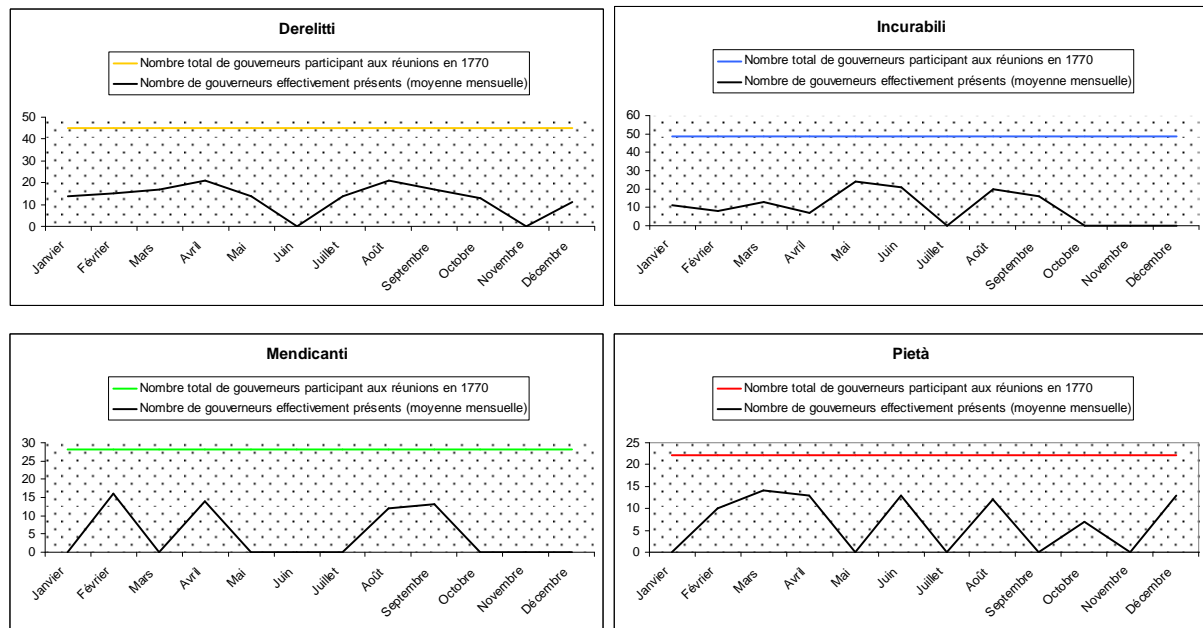 Derelitti
Nombre total de gouverneurs participant aux réunions en 1770
Nombre de gouverneurs effectivement présents (moyenne mensuelle)
50
40
30
20
10
0
Janvier
Février
Mars
Avril
Mai
Juin
Juillet
Août
Septembre
Octobre
Novembre
Décembre
Incurabili
Nombre total de gouverneurs participant aux réunions en 1770
Nombre de gouverneurs effectivement présents (moyenne mensuelle)
60
50
40
30
20
10
0
Janvier
Février
Mars
Avril
Mai
Juin
Juillet
Août
Septembre
Octobre
Novembre
Décembre
Mendicanti
Nombre total de gouverneurs participant aux réunions en 1770
Nombre de gouverneurs effectivement présents (moyenne mensuelle)
30
25
20
15
10
5
0
Janvier
Février
Mars
Avril
Mai
Juin
Juillet
Août
Septembre
Octobre
Novembre
Décembre
Pietà
Nombre total de gouverneurs participant aux réunions en 1770
Nombre de gouverneurs effectivement présents (moyenne mensuelle)
25
20
15
10
5
0
Janvier
Février
Mars
Avril
Mai
Juin
Juillet
Août
Septembre
Octobre
Novembre
Décembre